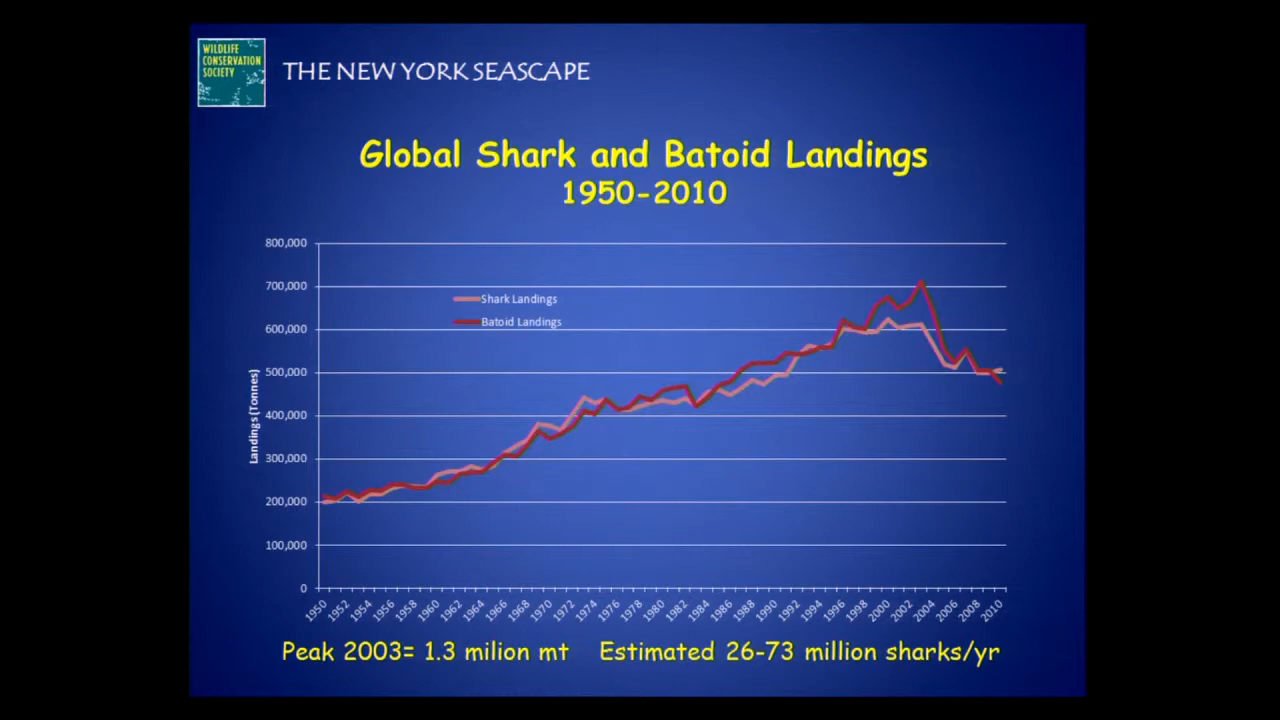 WILDLIFE
CONSERVATION
SOCIETY
THE NEW YORK SEASCAPE
Global Shark and Batoid Landings
1950-2010
800,000
700,000
600,000
500,000
400,000
300,000
200,000
100,000
0
Landings (Tonnes)
Shark Landings
Batoid Landings
1950 1952 1954 1956 1958 1960 1962 1964 1966 1968 1970 1972 1974 1976 1978 1980 1982 1984 1986 1988 1990 1992 1994 1996 1998 2000 2002 2004 2006 2008 2010
Peak 2003= 1.3 milion mt Estimated 26-73 million sharks/yr